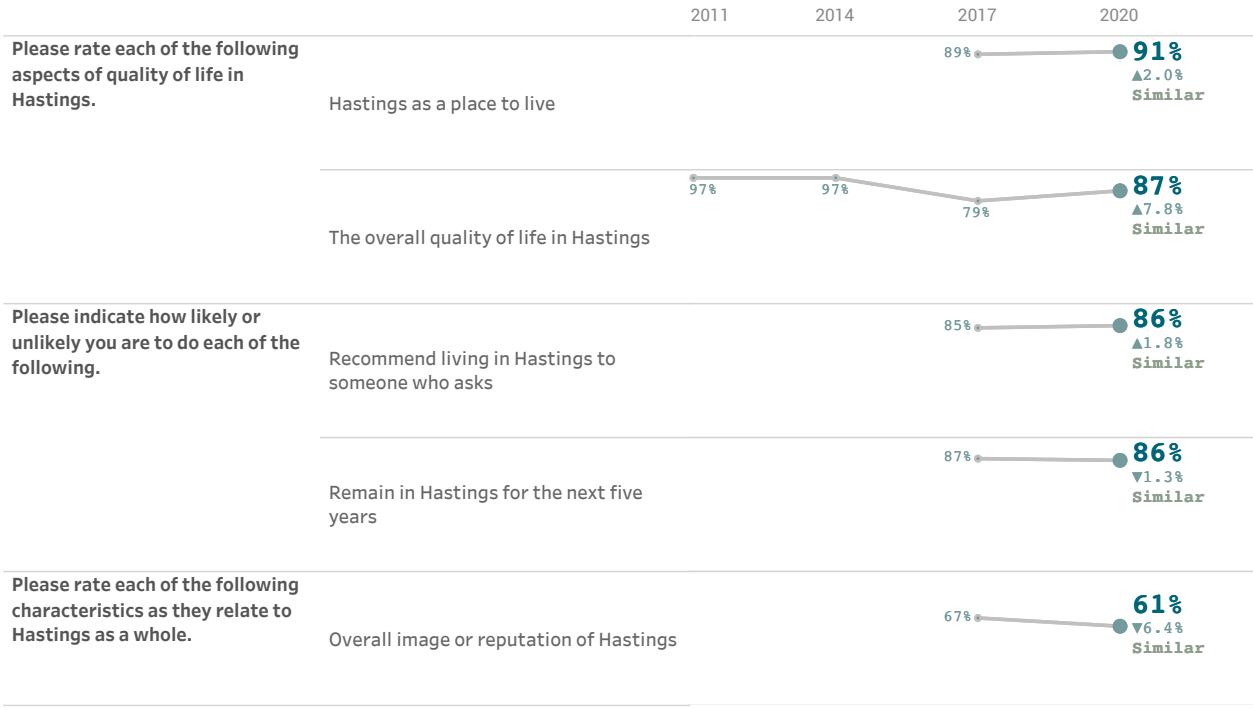 2011 2014 2017 2020
Please rate each of the following
aspects of quality of life in
Hastings.
Hastings as a place to live
89% 91%
▲2.0%
Similar
The overall quality of life in Hastings
97% 97% 79% 87%
▲7.8%
Similar
Please indicate how likely or
unlikely you are to do each of the
following.
Recommend living in Hastings to
someone who asks
85% 86%
▲1.8%
Similar
Remain in Hastings for the next five
years
87% 86%
▼1.3%
Similar
Please rate each of the following
characteristics as they relate to
Hastings as a whole.
Overall image or reputation of Hastings
67% 61%
▼6.4%
Similar